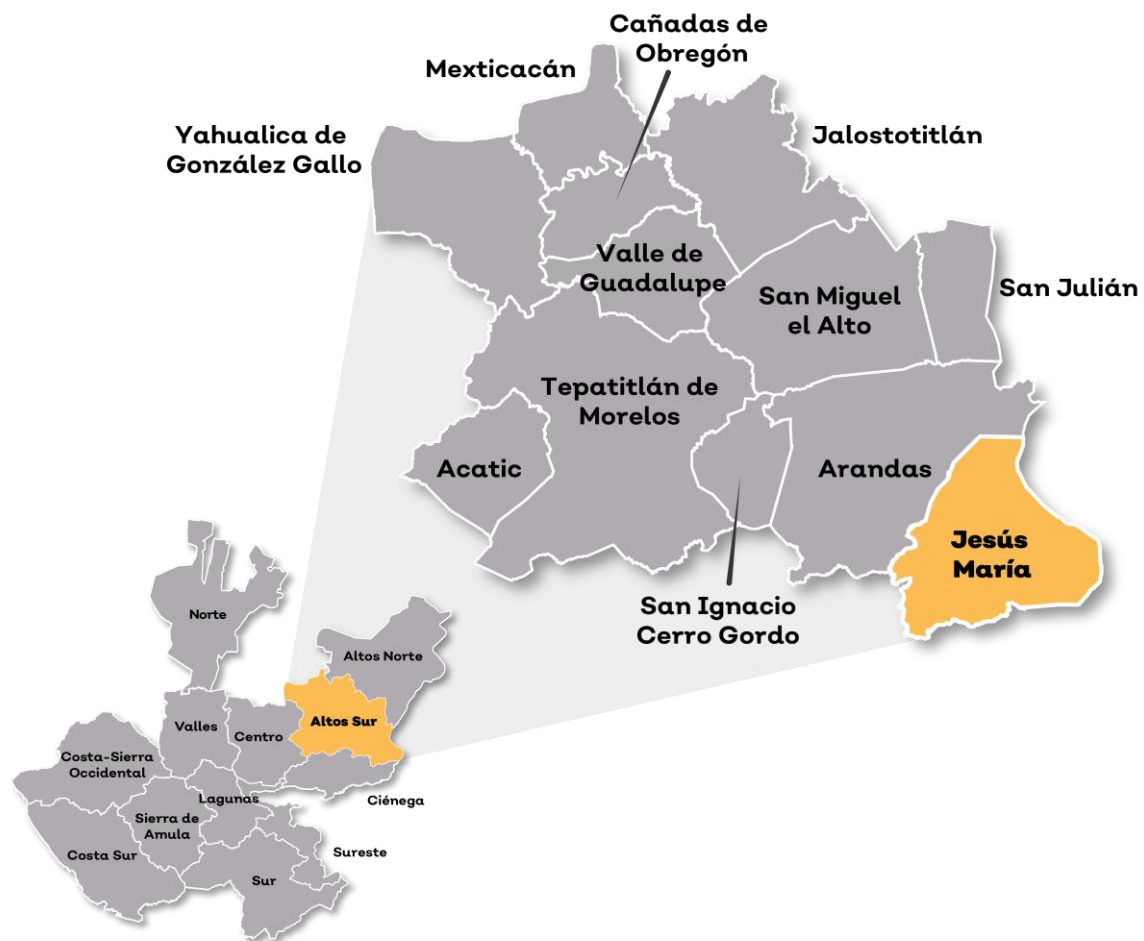 Cañadas de
Obregón
Mexticacán
Yahualica de
González Gallo
Jalostotitlán
Valle de
Guadalupe
San Miguel
el Alto
San Julián
Tepatitlán de
Morelos
Acatic
Arandas
Jesús
María
San Ignacio
Cerro Gordo
Norte
Altos Norte
Altos Sur
Valles
Centro
Costa-Sierra
Occidental
Lagunas
Ciénega
Sierra de
Amula
Costa Sur
Sureste
Sur